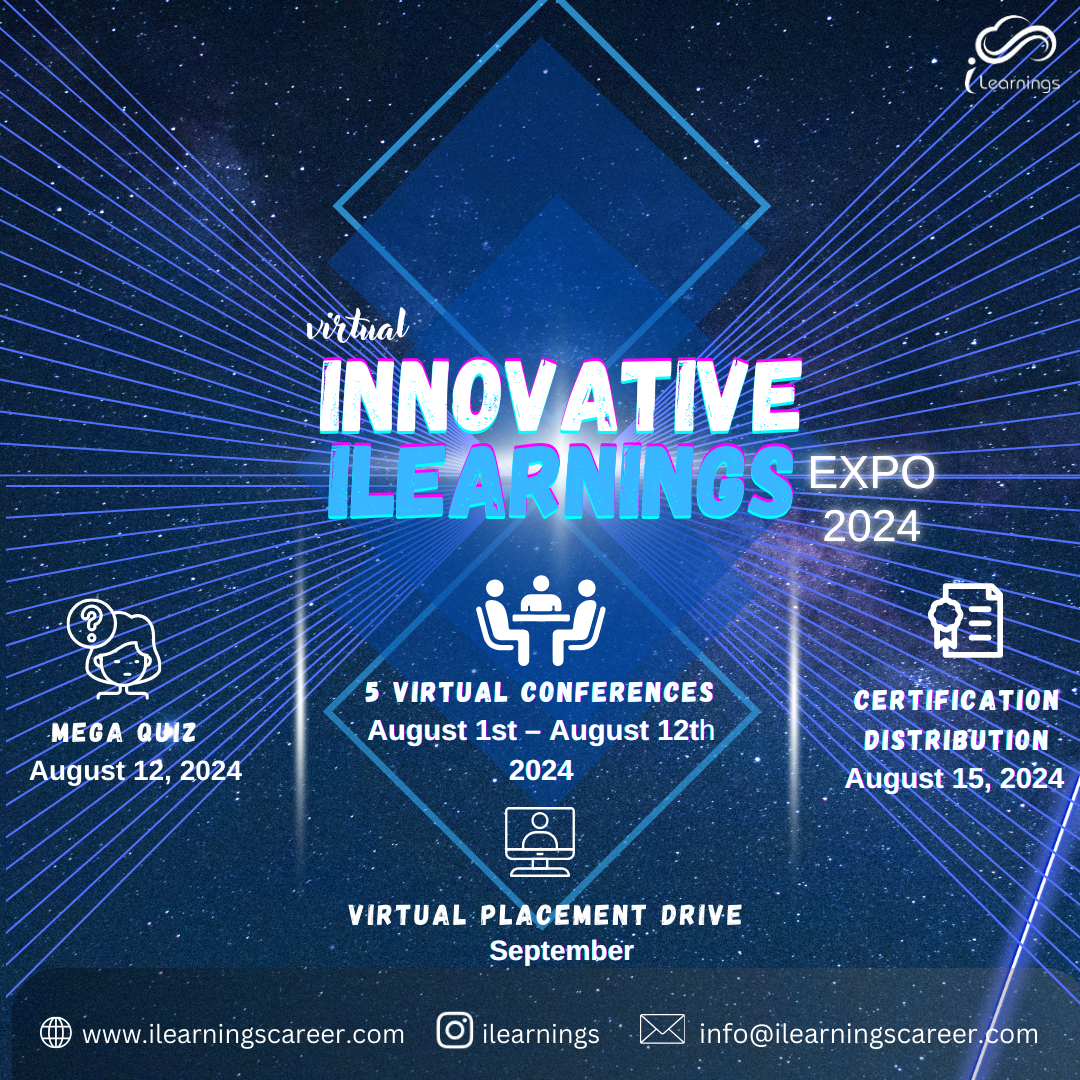 i Learnings
virtual
INNOVATIVE
ILEARNINGS
EXPO
2024
MEGA QUIZ
August 12, 2024
5 VIRTUAL CONFERENCES
August 1st – August 12th
2024
CERTIFICATION
DISTRIBUTION
August 15, 2024
VIRTUAL PLACEMENT DRIVE
September
www.ilearningscareer.com
ilearnings
info@ilearningscareer.com